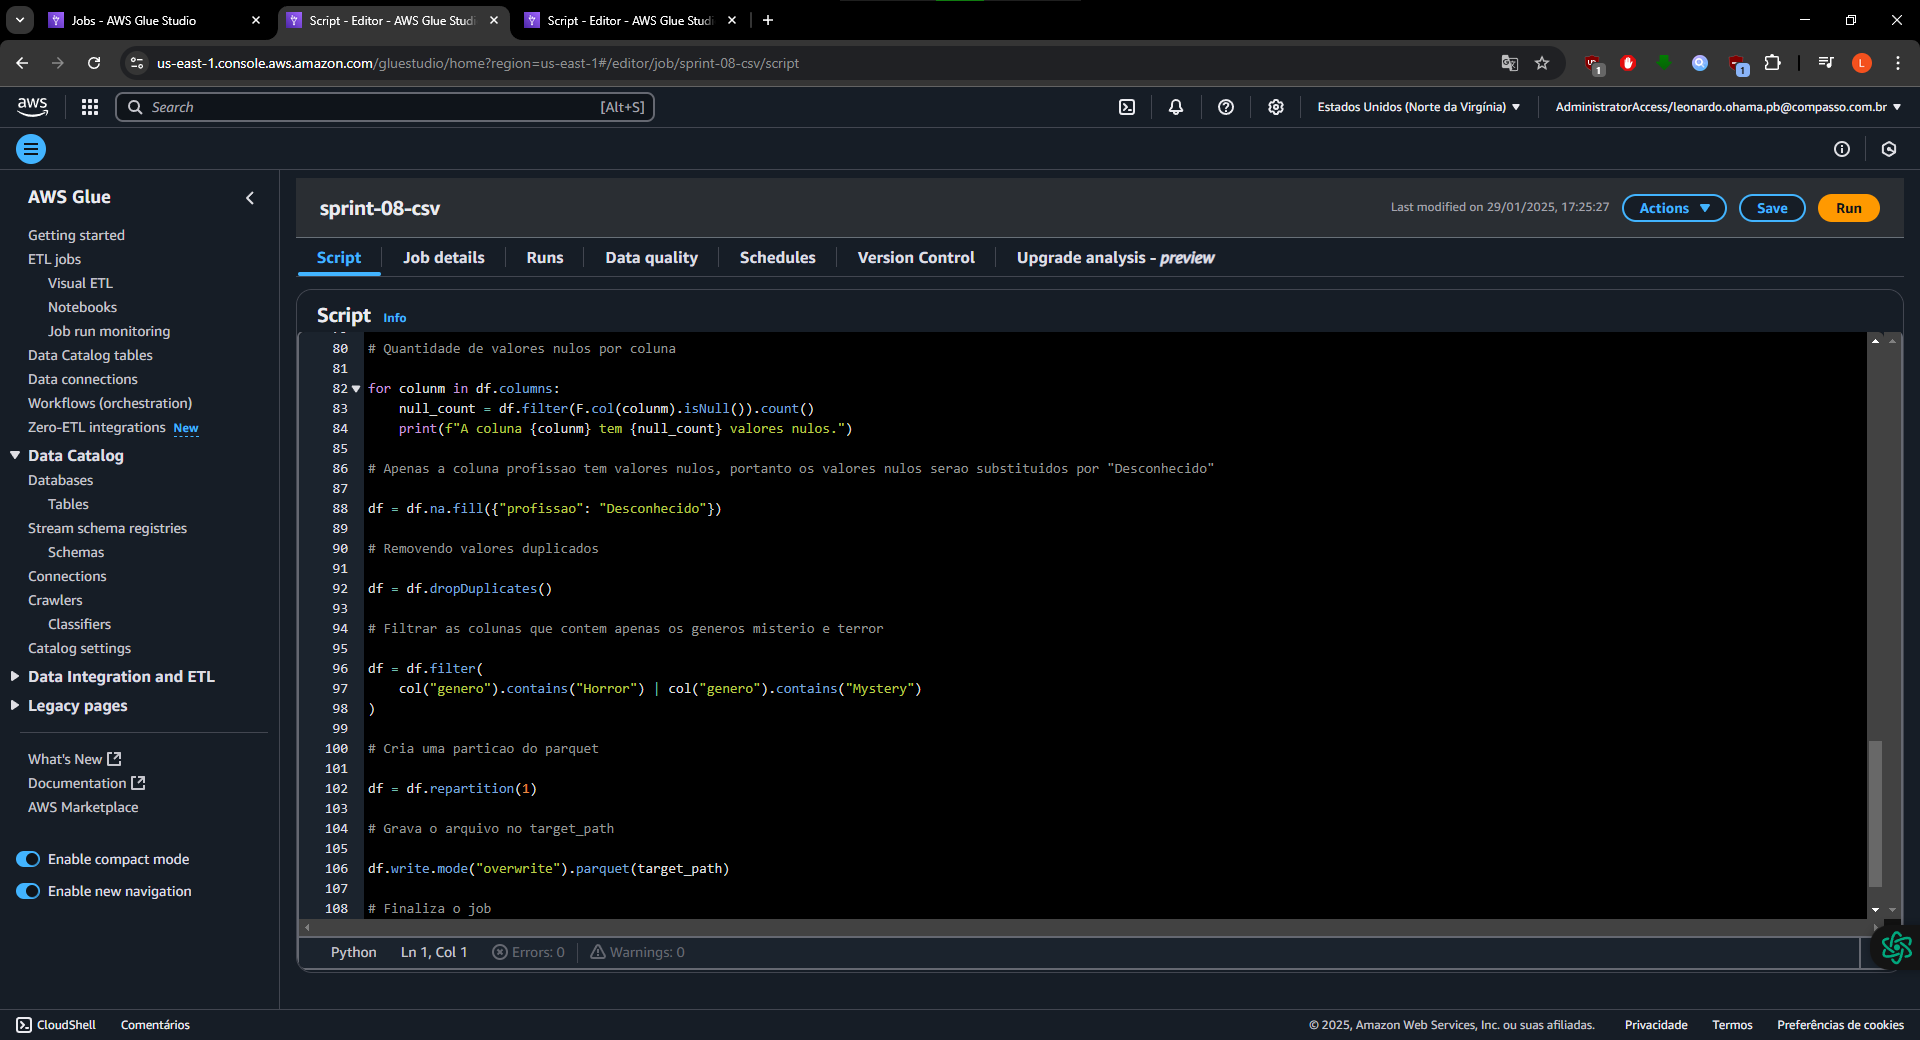 Jobs - AWS Glue Studio
Script - Editor - AWS Glue Studi
Script - Editor - AWS Glue Studi
us-east-1.console.aws.amazon.com/gluestudio/home?region=us-east-1#/editor/job/sprint-08-csv/script
1
1
L
aws
Search
[Alt+S]
Estados Unidos (Norte da Virgínia)
AdministratorAccess/leonardo.ohama.pb@compasso.com.br
AWS Glue
Getting started
ETL jobs
Visual ETL
Notebooks
Job run monitoring
Data Catalog tables
Data connections
Workflows (orchestration)
Zero-ETL integrations New
Data Catalog
Databases
Tables
Stream schema registries
Schemas
Connections
Crawlers
Classifiers
Catalog settings
Data Integration and ETL
Legacy pages
What's New
Documentation
AWS Marketplace
Enable compact mode
Enable new navigation
sprint-08-csv
Last modified on 29/01/2025, 17:25:27
Actions
Save
Run
Script
Job details
Runs
Data quality
Schedules
Version Control
Upgrade analysis - preview
Script Info
80 # Quantidade de valores nulos por coluna
81
82 for colunm in df.columns:
83     null_count = df.filter(F.col(colunm).isNull()).count()
84     print(f"A coluna {colunm} tem {null_count} valores nulos.")
85
86 # Apenas a coluna profissao tem valores nulos, portanto os valores nulos serao substituidos por "Desconhecido"
87
88 df = df.na.fill({"profissao": "Desconhecido"})
89
90 # Removendo valores duplicados
91
92 df = df.dropDuplicates()
93
94 # Filtrar as colunas que contem apenas os generos misterio e terror
95
96 df = df.filter(
97     col("genero").contains("Horror") | col("genero").contains("Mystery")
98 )
99
100 # Cria uma particao do parquet
101
102 df = df.repartition(1)
103
104 # Grava o arquivo no target_path
105
106 df.write.mode("overwrite").parquet(target_path)
107
108 # Finaliza o job
Python
Ln 1, Col 1
Errors: 0
Warnings: 0
CloudShell
Comentários
© 2025, Amazon Web Services, Inc. ou suas afiliadas.
Privacidade
Termos
Preferências de cookies